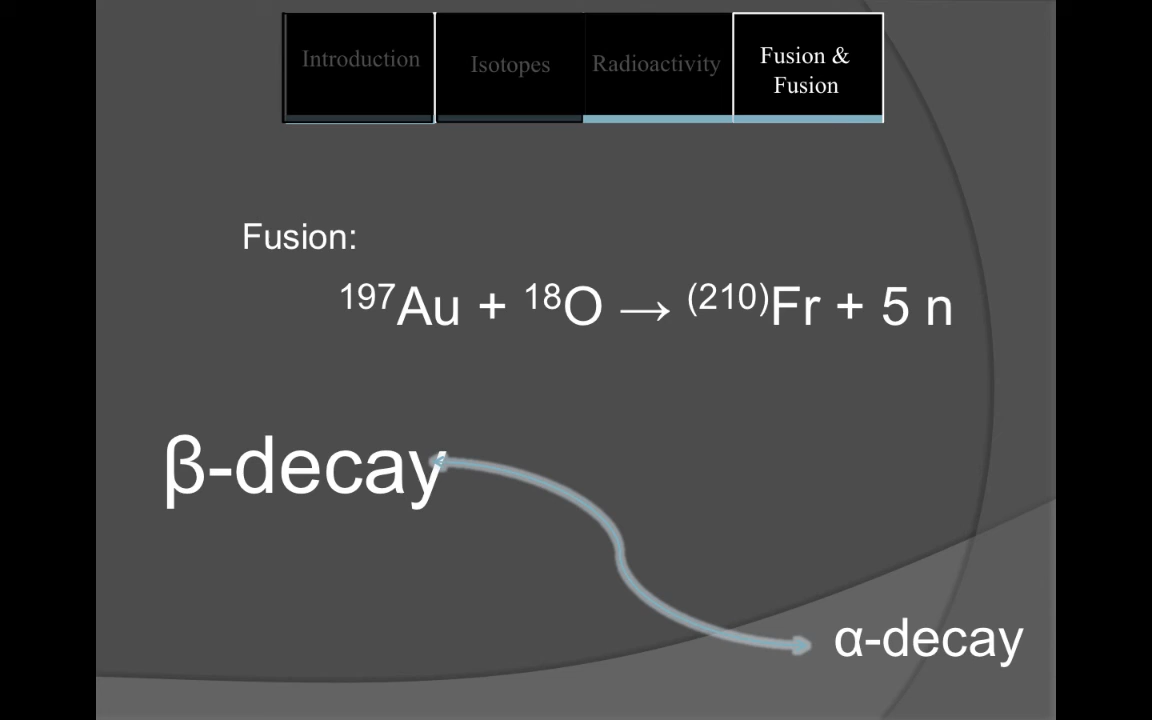 Introduction
Isotopes
Radioactivity
Fusion &
Fusion
Fusion:
¹⁹⁷Au + ¹⁸O → ⁽²¹⁰⁾Fr + 5 n
β-decay
α-decay